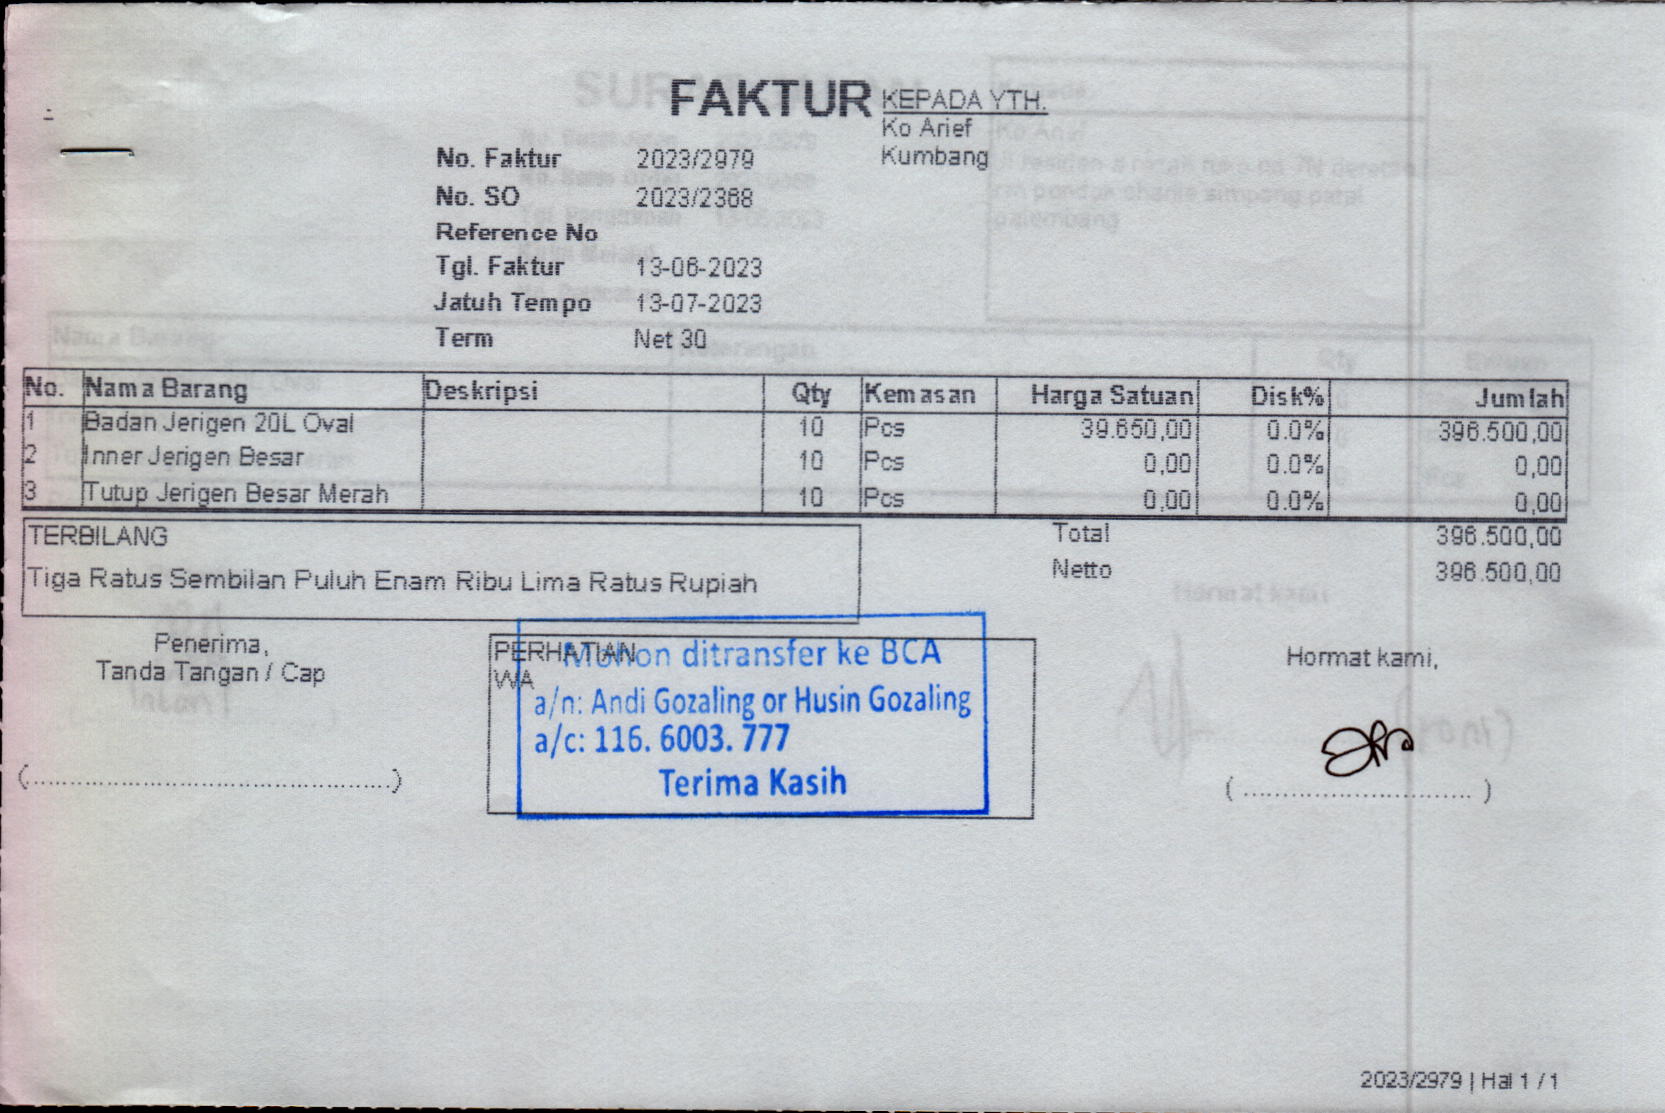 FAKTUR
KEPADA YTH.
Ko Arief
Kumbang
No. Faktur 2023/2979
No. SO 2023/2368
Reference No
Tgl. Faktur 13-06-2023
Jatuh Tempo 13-07-2023
Term Net 30
No. Nama Barang Deskripsi Qty Kemasan Harga Satuan Disk% Jumlah
1 Badan Jerigen 20L Oval 10 Pcs 39.650,00 0.0% 396.500,00
2 Inner Jerigen Besar 10 Pcs 0,00 0.0% 0,00
3 Tutup Jerigen Besar Merah 10 Pcs 0,00 0.0% 0,00
TERBILANG
Tiga Ratus Sembilan Puluh Enam Ribu Lima Ratus Rupiah
Total 396.500,00
Netto 396.500,00
Penerima,
Tanda Tangan / Cap
PERHATIAN
WA
Mohon ditransfer ke BCA
a/n: Andi Gozaling or Husin Gozaling
a/c: 116. 6003. 777
Terima Kasih
Hormat kami,
2023/2979 | Hal 1 / 1